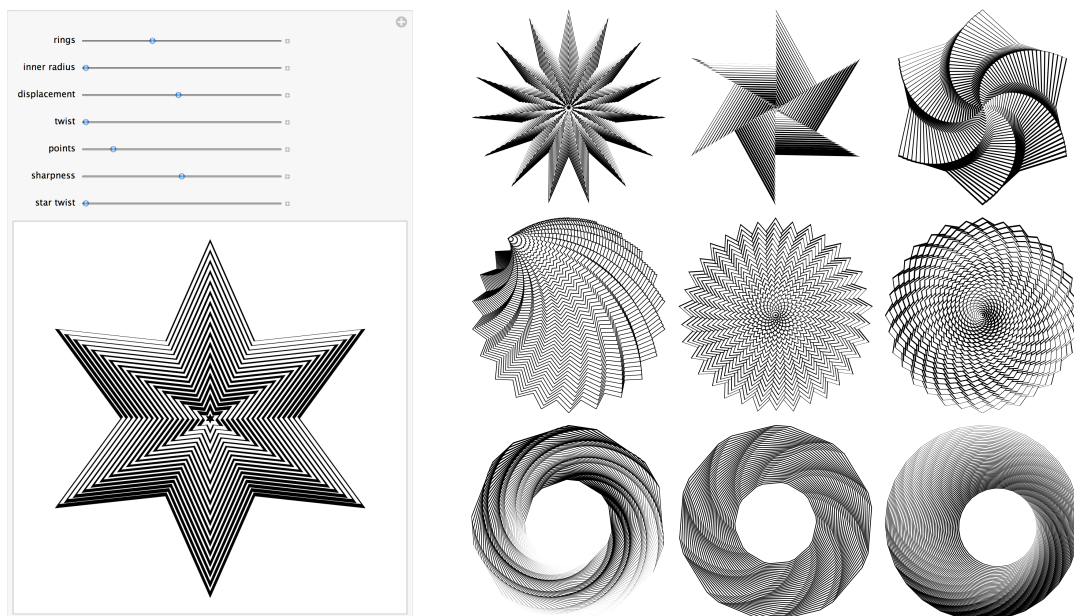 rings
inner radius
displacement
twist
points
sharpness
star twist